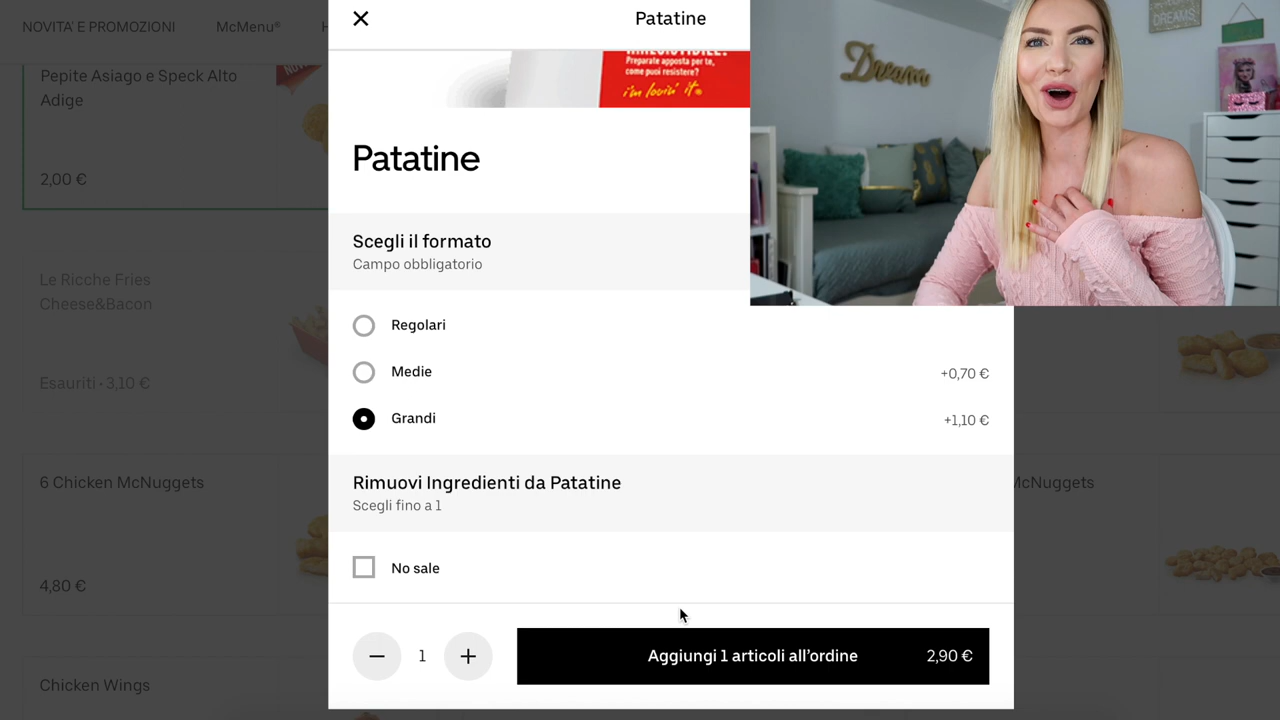 NOVITA' E PROMOZIONI
McMenu®
H
Pepite Asiago e Speck Alto
Adige
2,00 €
Le Ricche Fries
Cheese&Bacon
Esauriti • 3,10 €
6 Chicken McNuggets
4,80 €
Chicken Wings
Patatine
Preparate apposta per te,
come puoi resistere?
i'm lovin' it®
Patatine
Scegli il formato
Campo obbligatorio
Regolari
Medie
+0,70 €
Grandi
+1,10 €
Rimuovi Ingredienti da Patatine
Scegli fino a 1
No sale
1
Aggiungi 1 articoli all'ordine
2,90 €
McNuggets
Dream
DREAMS